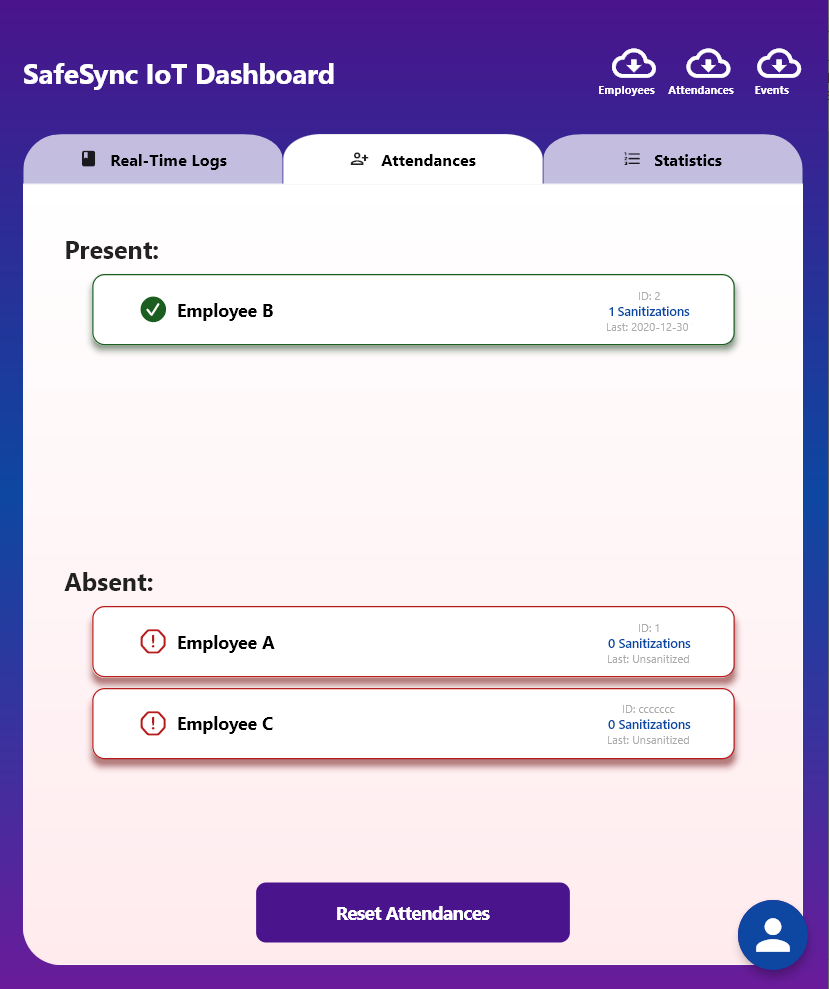 SafeSync IoT Dashboard
Employees
Attendances
Events
Real-Time Logs
Attendances
Statistics
Present:
Employee B
ID: 2
1 Sanitizations
Last: 2020-12-30
Absent:
Employee A
ID: 1
0 Sanitizations
Last: Unsanitized
Employee C
ID: ccccccc
0 Sanitizations
Last: Unsanitized
Reset Attendances